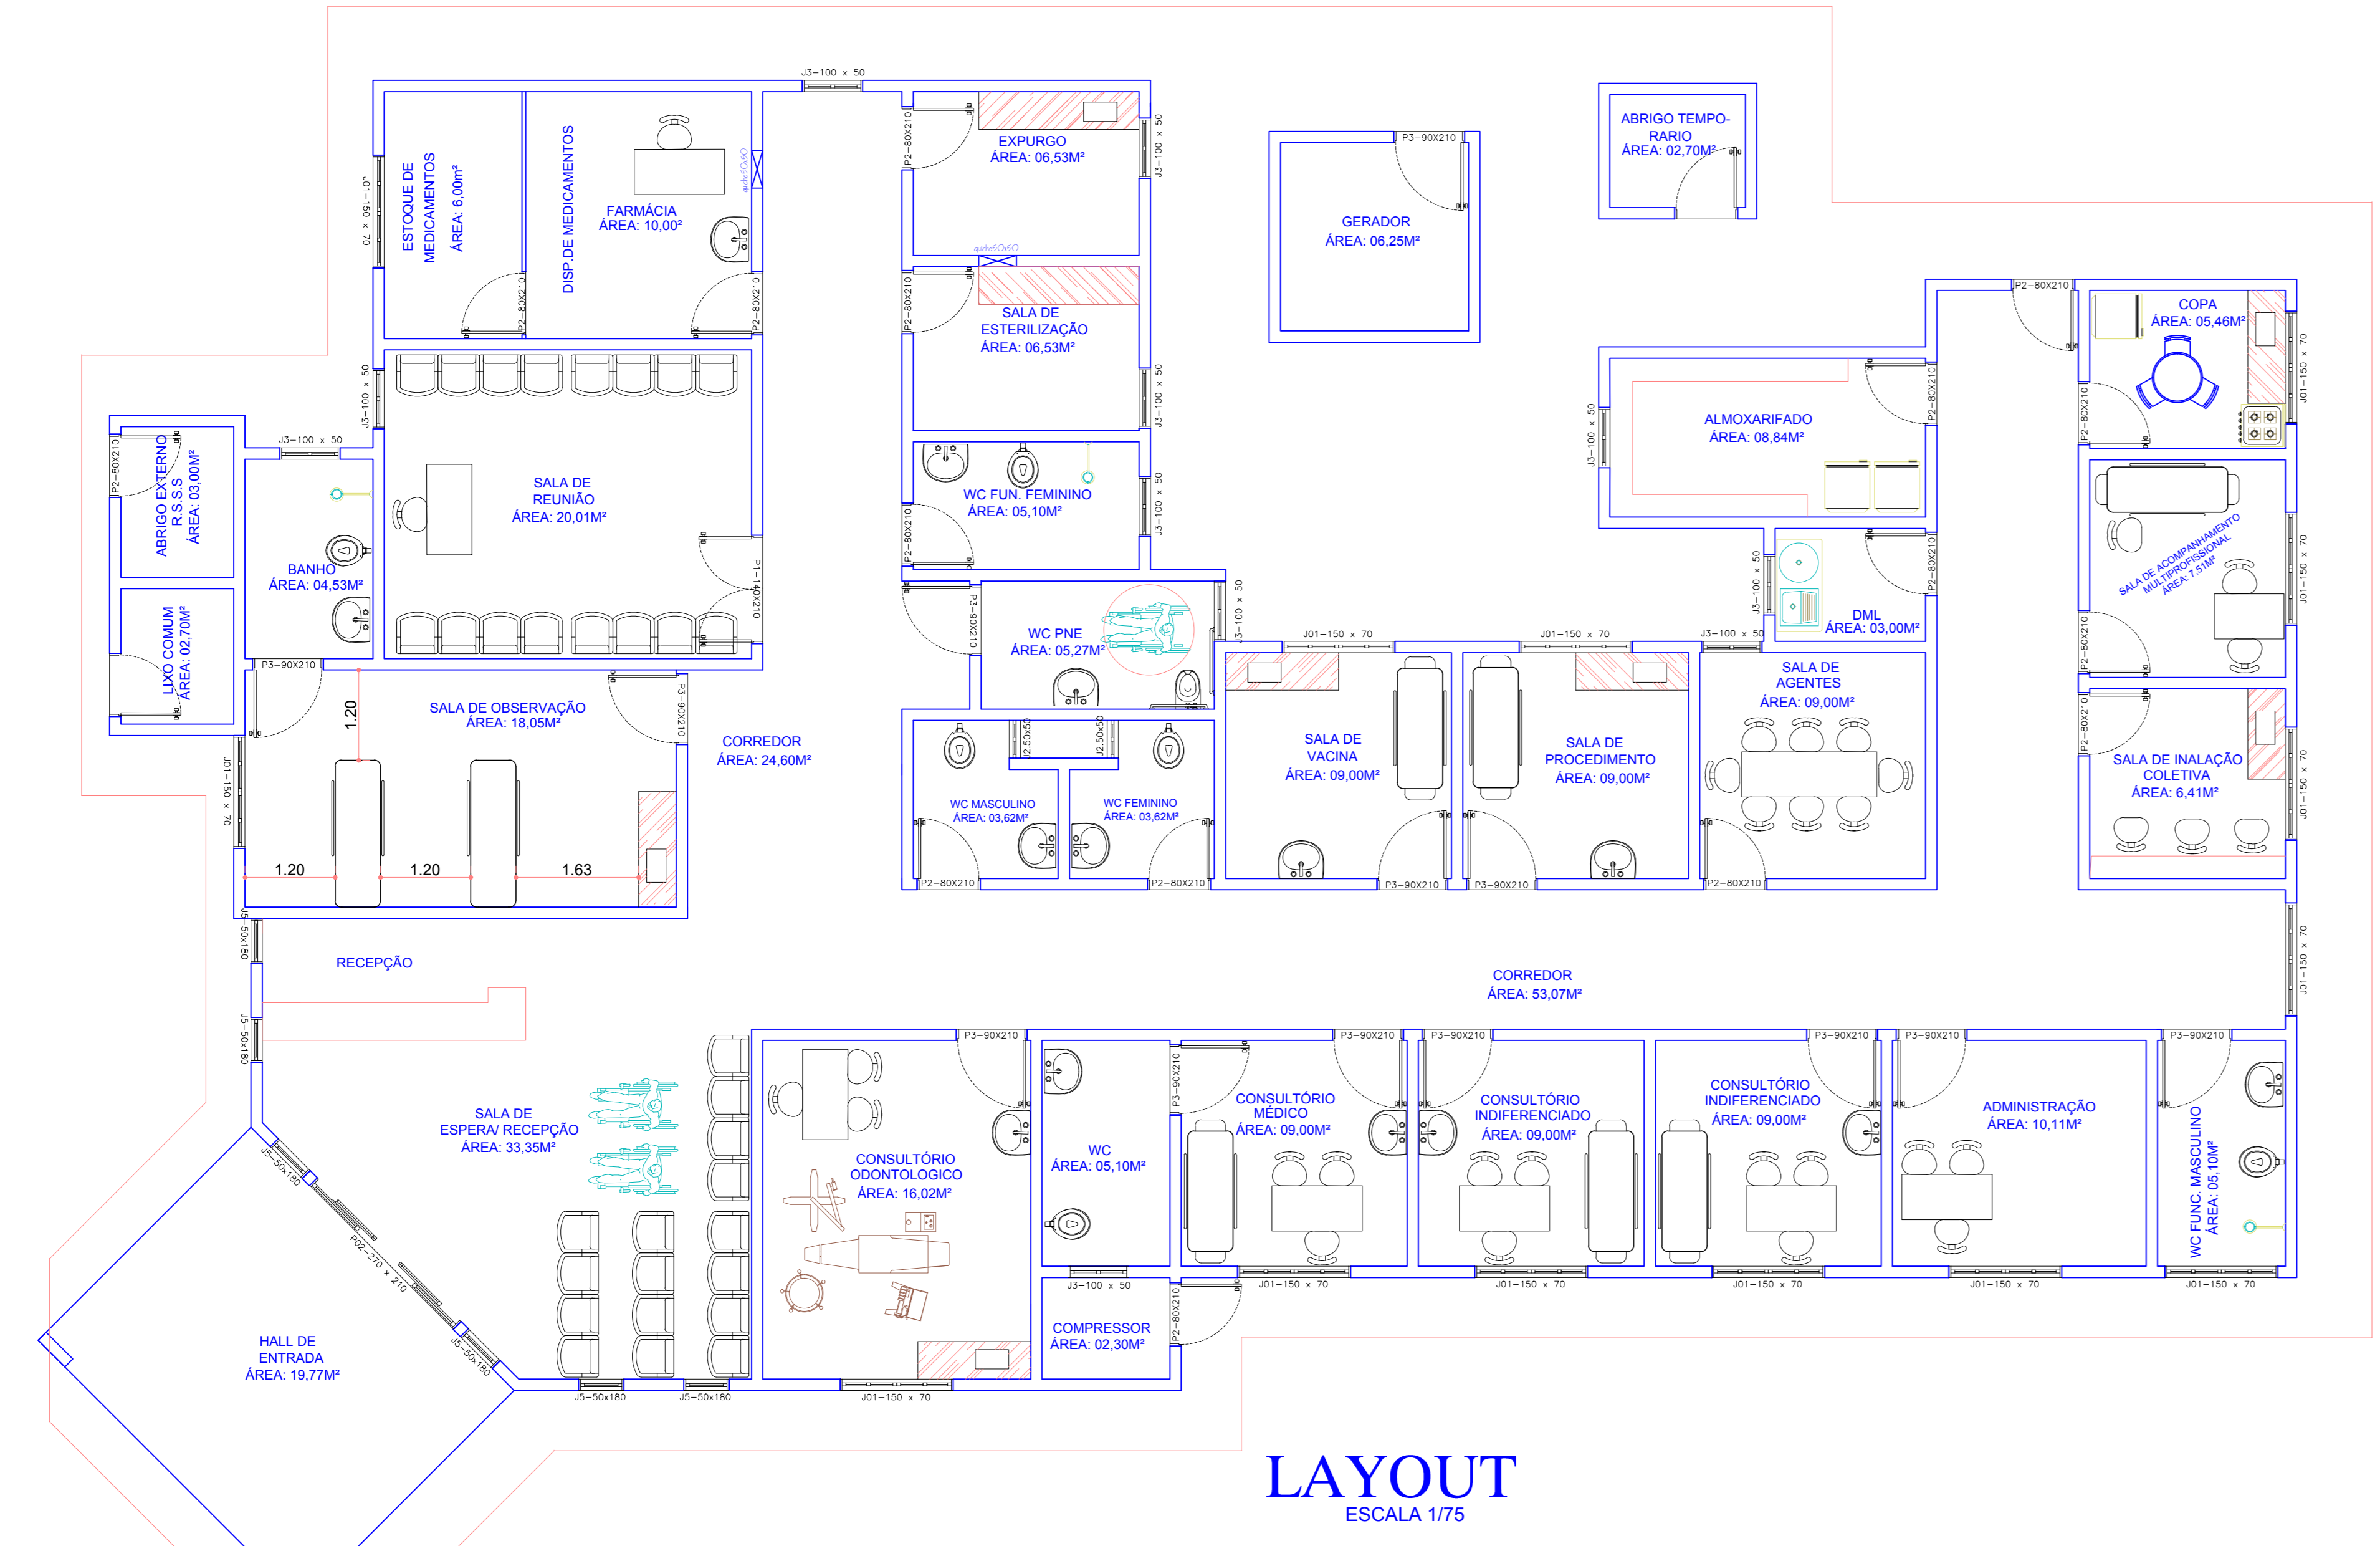 J3-100 x 50
ESTOQUE DE
MEDICAMENTOS
ÁREA: 6,00m²
J01-150 x 70
P2-80X210
DISP.DE MEDICAMENTOS
FARMÁCIA
ÁREA: 10,00²
guiche50x50
P2-80X210
P2-80X210
EXPURGO
ÁREA: 06,53M²
J3-100 x 50
guiche50x50
P2-80X210
SALA DE
ESTERILIZAÇÃO
ÁREA: 06,53M²
J3-100 x 50
P3-90X210
GERADOR
ÁREA: 06,25M²
ABRIGO TEMPO-
RARIO
ÁREA: 02,70M²
P2-80X210
COPA
ÁREA: 05,46M²
J01-150 x 70
P2-80X210
ALMOXARIFADO
ÁREA: 08,84M²
J3-100 x 50
P2-80X210
J3-100 x 50
J3-100 x 50
P2-80X210
ABRIGO EXTERNO
R.S.S.S
ÁREA: 03,00M²
BANHO
ÁREA: 04,53M²
SALA DE
REUNIÃO
ÁREA: 20,01M²
P1-140X210
WC FUN. FEMININO
ÁREA: 05,10M²
P2-80X210
J3-100 x 50
SALA DE ACOMPANHAMENTO
MULTIPROFISSIONAL
ÁREA: 7,51M²
J01-150 x 70
P2-80X210
J3-100 x 50
DML
ÁREA: 03,00M²
P2-80X210
LIXO COMUM
ÁREA: 02,70M²
P3-90X210
P3-90X210
WC PNE
ÁREA: 05,27M²
J3-100 x 50
J01-150 x 70
J01-150 x 70
J3-100 x 50
SALA DE OBSERVAÇÃO
ÁREA: 18,05M²
P3-90X210
1.20
J01-150 x 70
1.20
1.20
1.63
CORREDOR
ÁREA: 24,60M²
J2.50x50
J2.50x50
WC MASCULINO
ÁREA: 03,62M²
WC FEMININO
ÁREA: 03,62M²
P2-80X210
P2-80X210
SALA DE
VACINA
ÁREA: 09,00M²
P3-90X210
SALA DE
PROCEDIMENTO
ÁREA: 09,00M²
P3-90X210
SALA DE
AGENTES
ÁREA: 09,00M²
P2-80X210
P2-80X210
SALA DE INALAÇÃO
COLETIVA
ÁREA: 6,41M²
J01-150 x 70
J5-50x180
RECEPÇÃO
J5-50x180
CORREDOR
ÁREA: 53,07M²
J01-150 x 70
SALA DE
ESPERA/ RECEPÇÃO
ÁREA: 33,35M²
P3-90X210
CONSULTÓRIO
ODONTOLOGICO
ÁREA: 16,02M²
J01-150 x 70
P3-90X210
WC
ÁREA: 05,10M²
J3-100 x 50
COMPRESSOR
ÁREA: 02,30M²
P2-80X210
P3-90X210
CONSULTÓRIO
MÉDICO
ÁREA: 09,00M²
J01-150 x 70
P3-90X210
CONSULTÓRIO
INDIFERENCIADO
ÁREA: 09,00M²
J01-150 x 70
P3-90X210
CONSULTÓRIO
INDIFERENCIADO
ÁREA: 09,00M²
J01-150 x 70
P3-90X210
ADMINISTRAÇÃO
ÁREA: 10,11M²
J01-150 x 70
P3-90X210
WC FUNC. MASCULINO
ÁREA: 05,10M²
J01-150 x 70
J5-50x180
P02-270 x 210
J5-50x180
J5-50x180
J5-50x180
HALL DE
ENTRADA
ÁREA: 19,77M²
LAYOUT
ESCALA 1/75